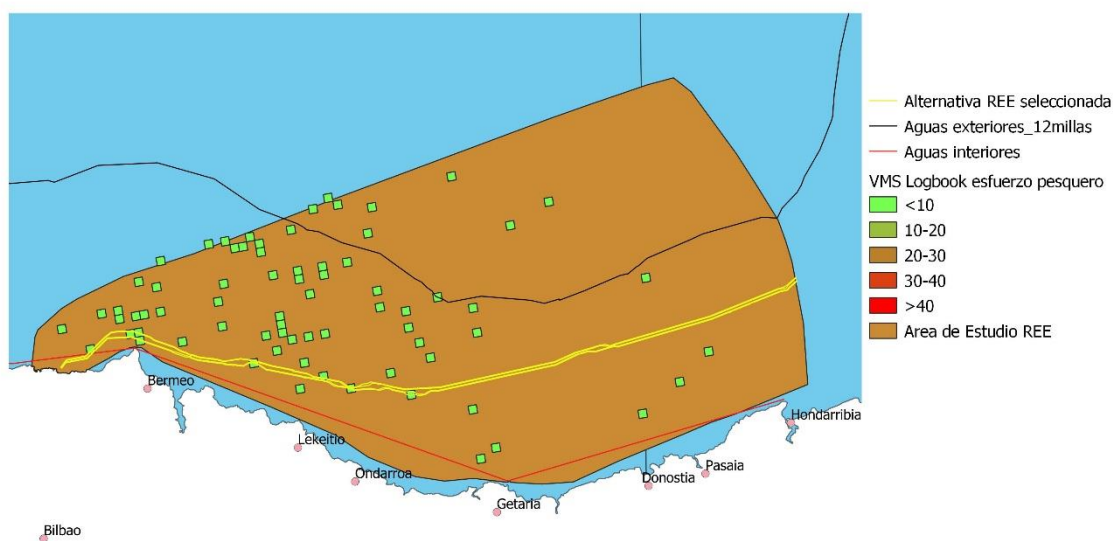 Alternativa REE seleccionada
Aguas exteriores_12millas
Aguas interiores
VMS Logbook esfuerzo pesquero
<10
10-20
20-30
30-40
>40
Area de Estudio REE
Bermeo
Lekeitio
Ondarroa
Getaria
Donostia
Pasaia
Hondarribia
Bilbao